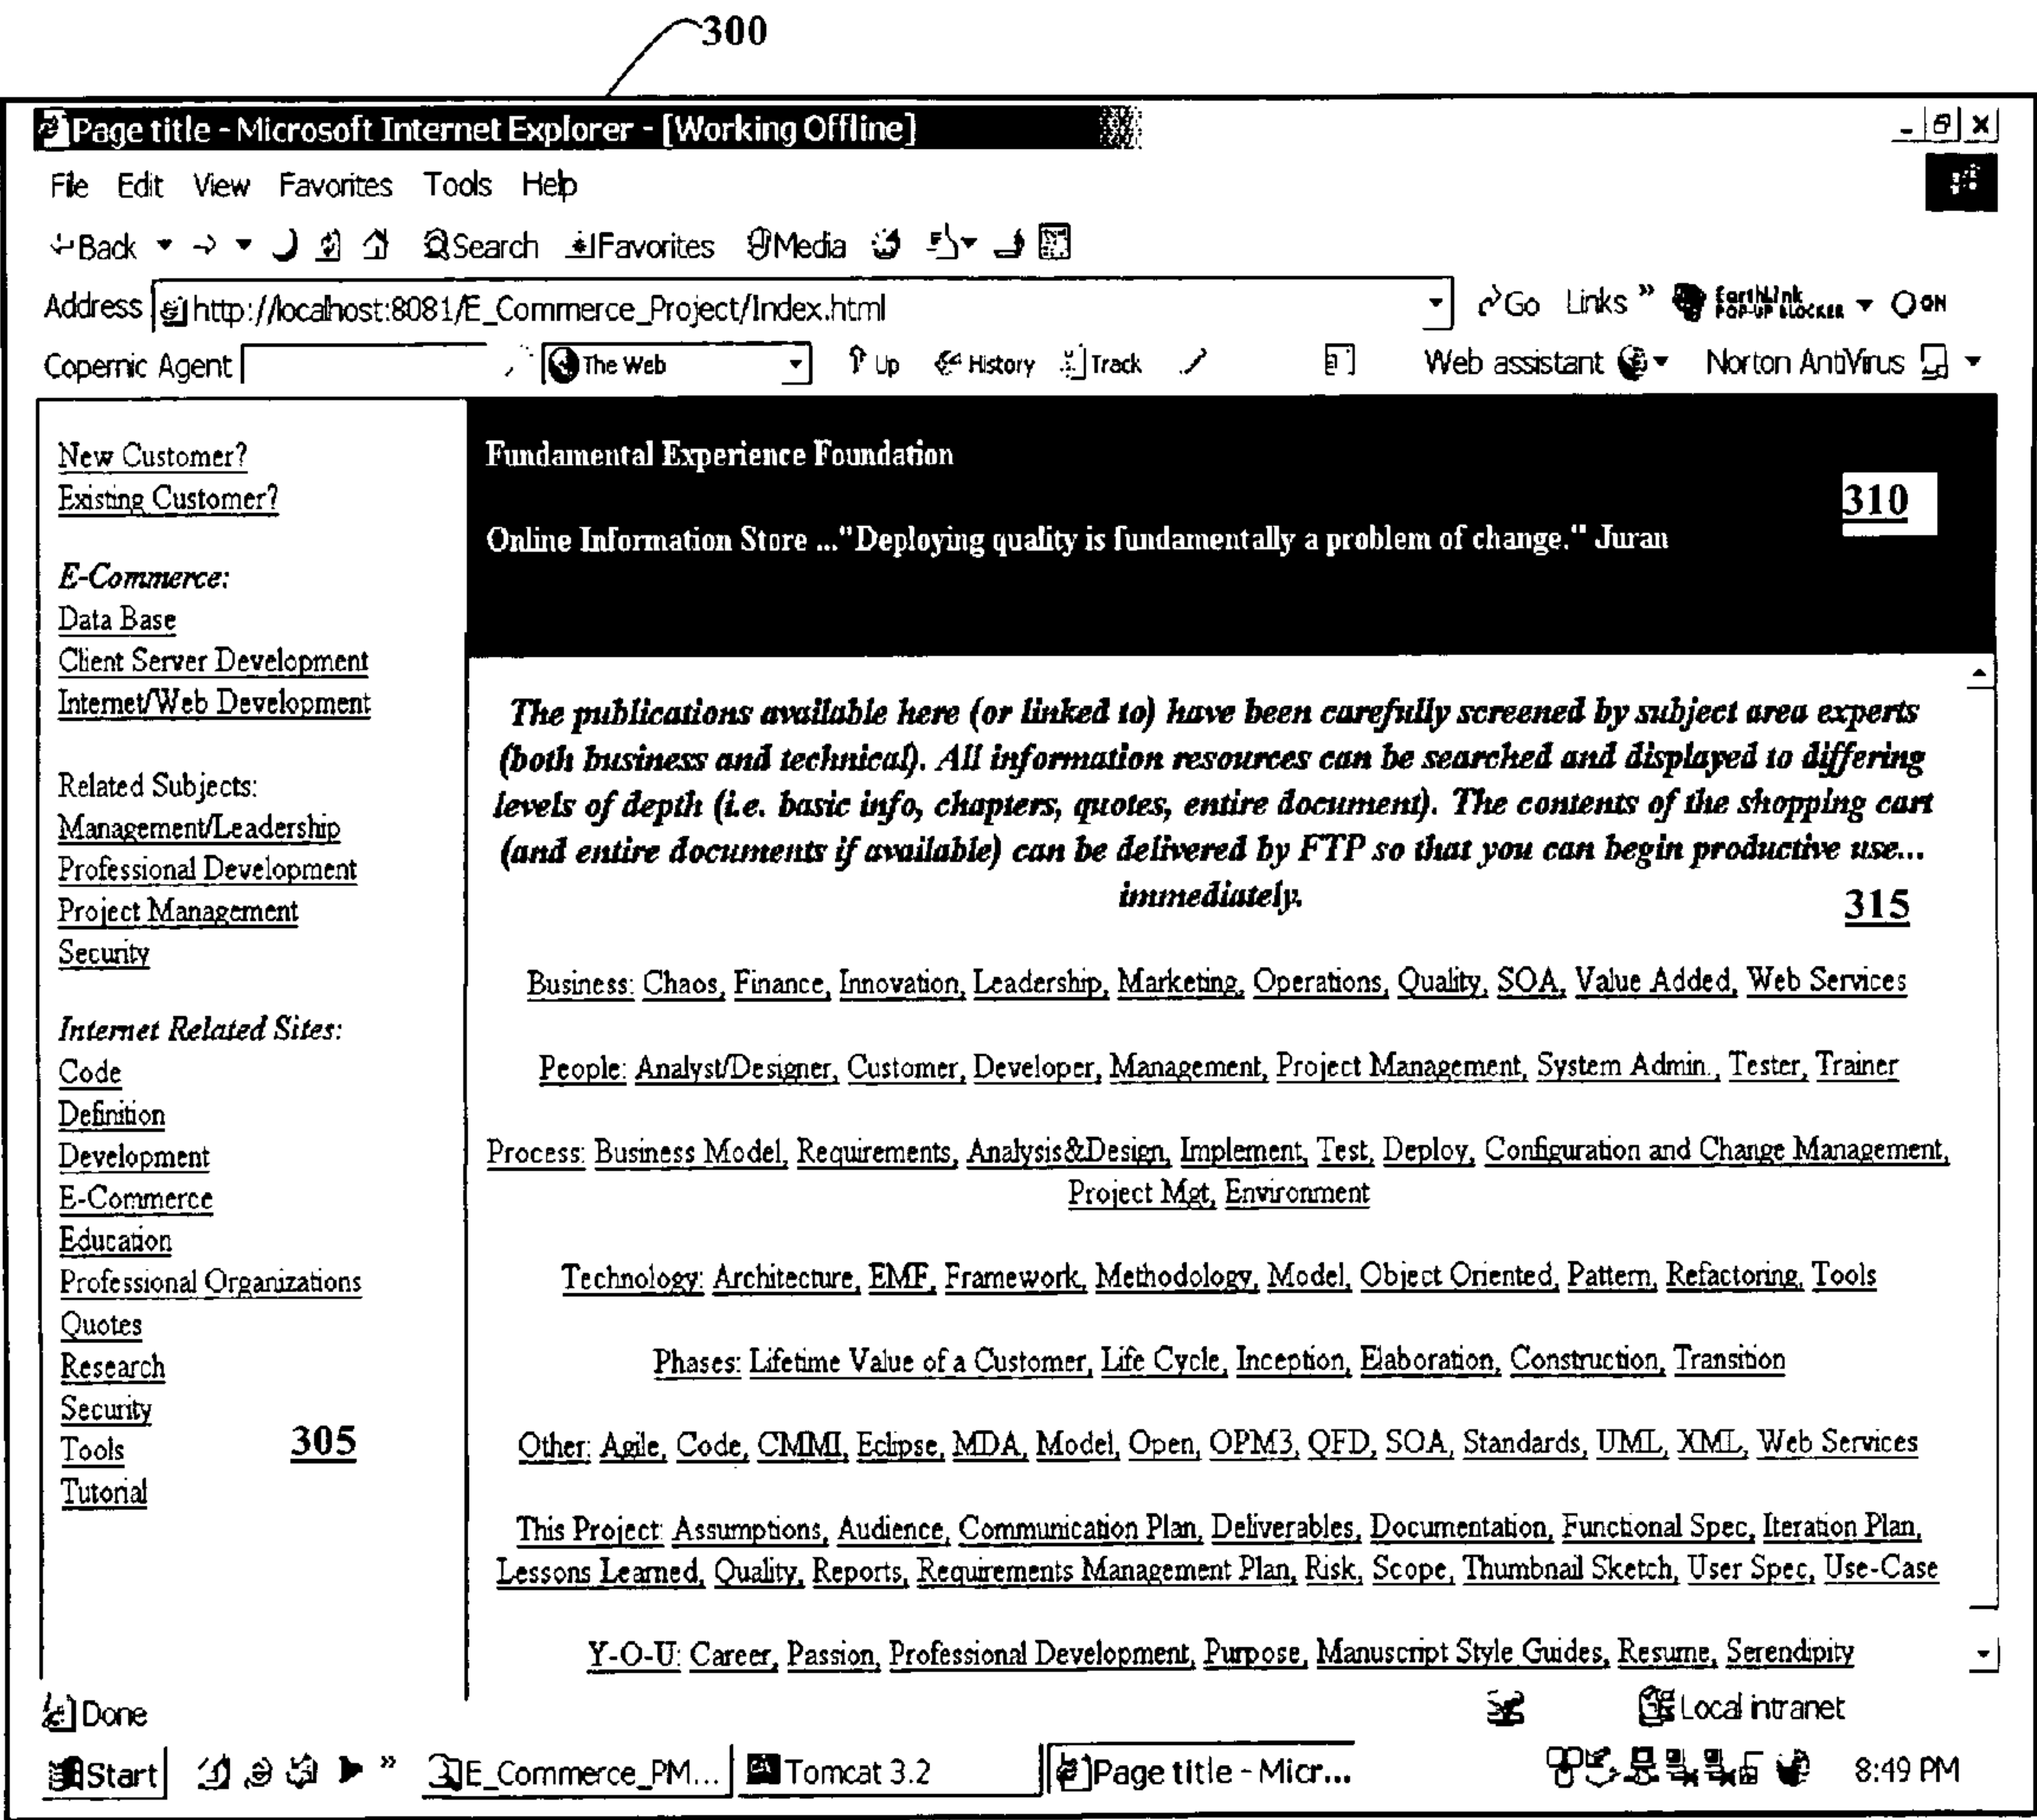 300
Page title - Microsoft Internet Explorer - [Working Offline]
File Edit View Favorites Tools Help
Back Search Favorites Media
Address http://localhost:8081/E_Commerce_Project/Index.html Go Links » EarthLink POP-UP BLOCKER ON
Copernic Agent The Web Up History Track Web assistant Norton AntiVirus
New Customer?
Existing Customer?
E-Commerce:
Data Base
Client Server Development
Internet/Web Development
Related Subjects:
Management/Leadership
Professional Development
Project Management
Security
Internet Related Sites:
Code
Definition
Development
E-Commerce
Education
Professional Organizations
Quotes
Research
Security
Tools 305
Tutorial
Fundamental Experience Foundation
310
Online Information Store ..."Deploying quality is fundamentally a problem of change." Juran
The publications available here (or linked to) have been carefully screened by subject area experts
(both business and technical). All information resources can be searched and displayed to differing
levels of depth (i.e. basic info, chapters, quotes, entire document). The contents of the shopping cart
(and entire documents if available) can be delivered by FTP so that you can begin productive use...
immediately.
315
Business: Chaos, Finance, Innovation, Leadership, Marketing, Operations, Quality, SOA, Value Added, Web Services
People: Analyst/Designer, Customer, Developer, Management, Project Management, System Admin., Tester, Trainer
Process: Business Model, Requirements, Analysis&Design, Implement, Test, Deploy, Configuration and Change Management,
Project Mgt, Environment
Technology: Architecture, EMF, Framework, Methodology, Model, Object Oriented, Pattern, Refactoring, Tools
Phases: Lifetime Value of a Customer, Life Cycle, Inception, Elaboration, Construction, Transition
Other: Agile, Code, CMMI, Eclipse, MDA, Model, Open, OPM3, QFD, SOA, Standards, UML, XML, Web Services
This Project: Assumptions, Audience, Communication Plan, Deliverables, Documentation, Functional Spec, Iteration Plan,
Lessons Learned, Quality, Reports, Requirements Management Plan, Risk, Scope, Thumbnail Sketch, User Spec, Use-Case
Y-O-U: Career, Passion, Professional Development, Purpose, Manuscript Style Guides, Resume, Serendipity
Done Local intranet
Start » E_Commerce_PM... Tomcat 3.2 Page title - Micr... 8:49 PM